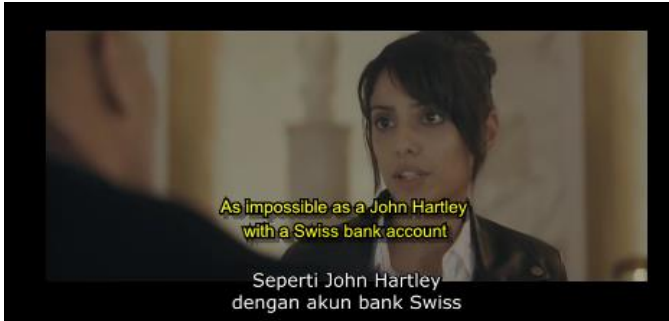 As impossible as a John Hartley
with a Swiss bank account
Seperti John Hartley
dengan akun bank Swiss